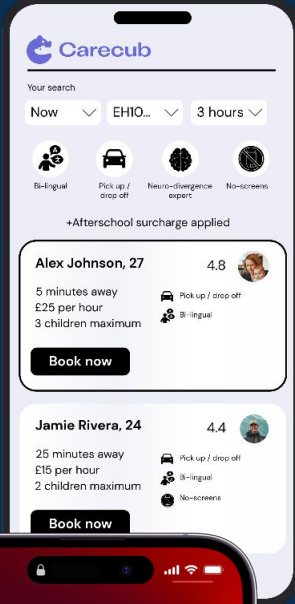 Carecub
Your search
Now EH10... 3 hours
Bi-lingual Pick up / drop off Neuro-divergence expert No-screens
+Afterschool surcharge applied
Alex Johnson, 27 4.8
5 minutes away
£25 per hour
3 children maximum
Pick up / drop off
Bi-lingual
Book now
Jamie Rivera, 24 4.4
25 minutes away
£15 per hour
2 children maximum
Pick up / drop off
Bi-lingual
No-screens
Book now